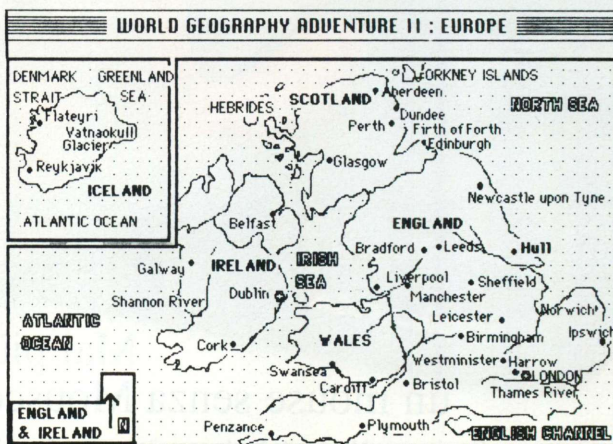 WORLD GEOGRAPHY ADVENTURE II : EUROPE
DENMARK GREENLAND
STRAIT SEA
Flateyri
Vatnaokull
Glacier
Reykjavik
ICELAND
ATLANTIC OCEAN
ORKNEY ISLANDS
SCOTLAND
Aberdeen
HEBRIDES
NORTH SEA
Dundee
Perth
Firth of Forth
Edinburgh
Glasgow
Newcastle upon Tyne
Belfast
ENGLAND
Bradford
Leeds
Hull
Galway
IRELAND
IRISH
SEA
Liverpool
Sheffield
Manchester
Shannon River
Dublin
Leicester
Norwich
ATLANTIC
OCEAN
WALES
Birmingham
Ipswich
Cork
Westminister
Harrow
Swansea
LONDON
Cardiff
Bristol
Thames River
ENGLAND
& IRELAND
N
Penzance
Plymouth
ENGLISH CHANNEL